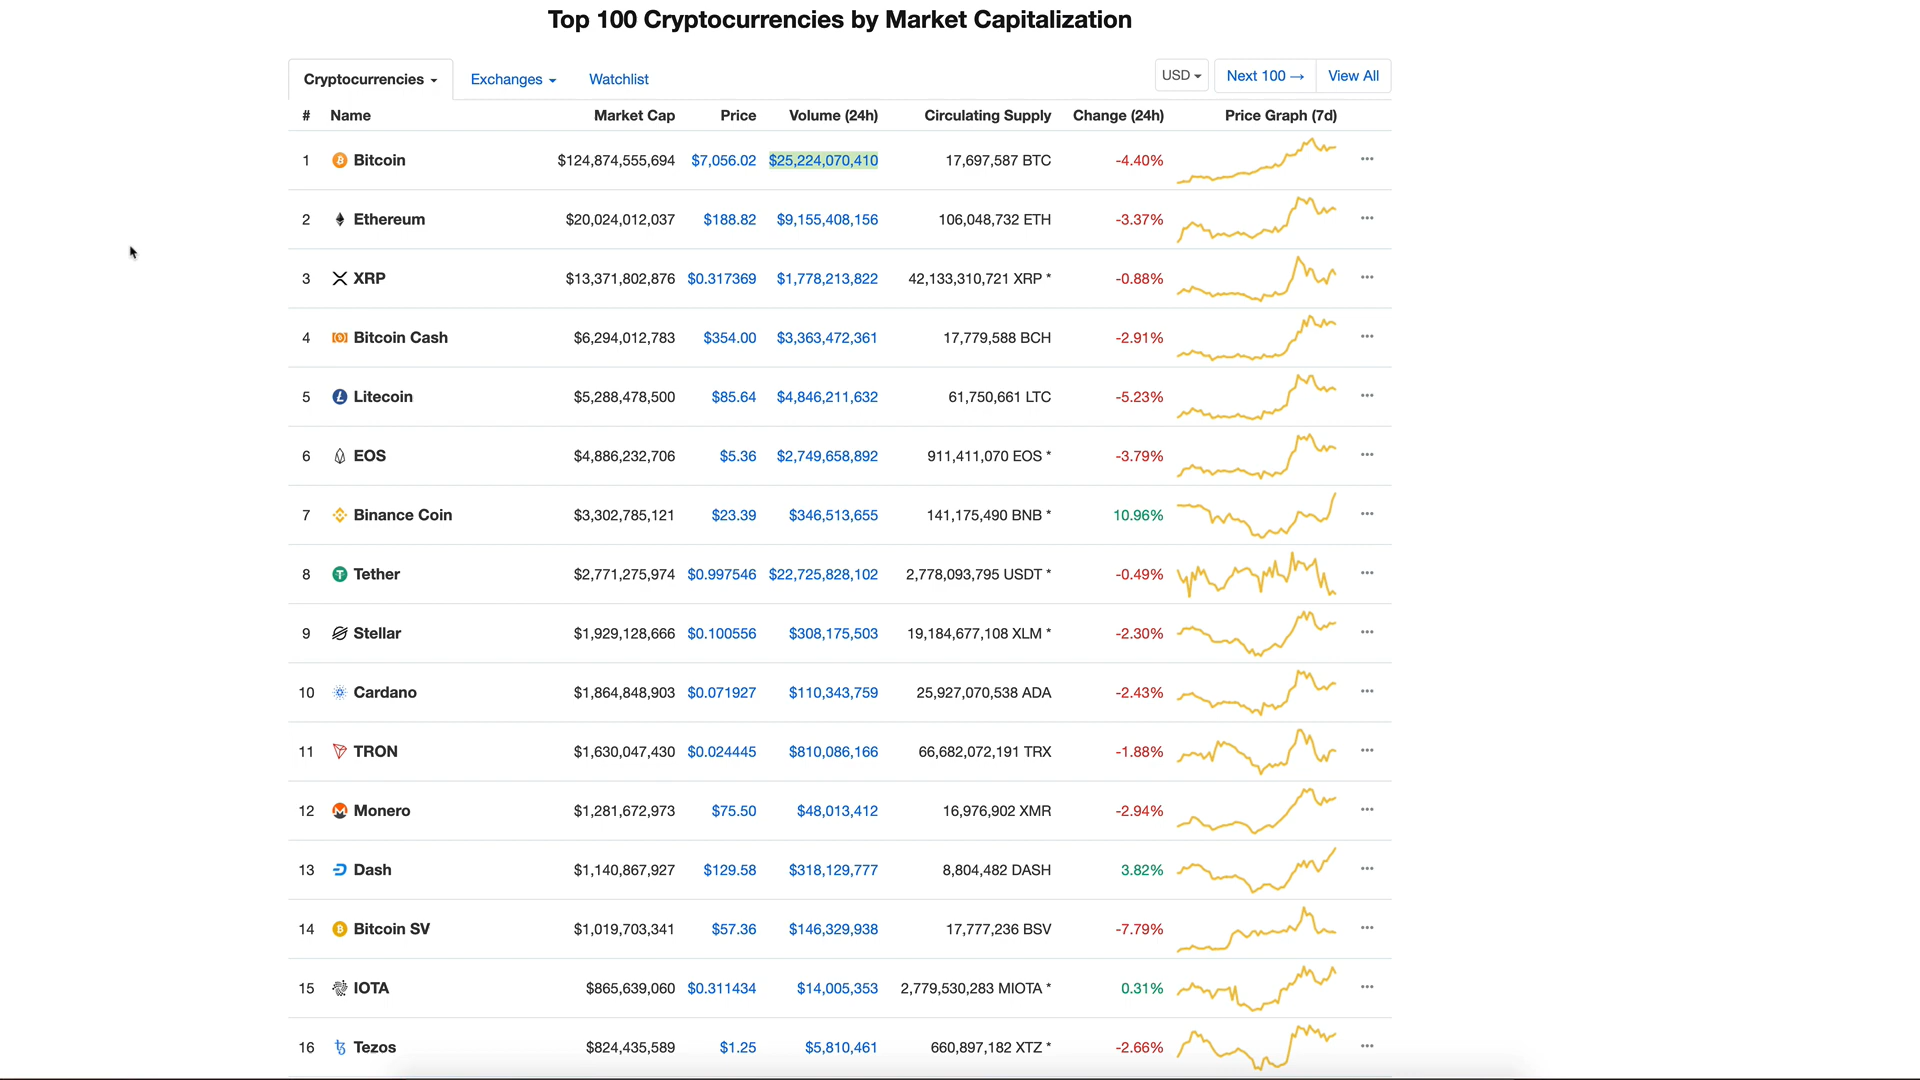 Top 100 Cryptocurrencies by Market Capitalization
Cryptocurrencies Exchanges Watchlist USD Next 100 → View All
# Name Market Cap Price Volume (24h) Circulating Supply Change (24h) Price Graph (7d)
1 Bitcoin $124,874,555,694 $7,056.02 $25,224,070,410 17,697,587 BTC -4.40%
2 Ethereum $20,024,012,037 $188.82 $9,155,408,156 106,048,732 ETH -3.37%
3 XRP $13,371,802,876 $0.317369 $1,778,213,822 42,133,310,721 XRP * -0.88%
4 Bitcoin Cash $6,294,012,783 $354.00 $3,363,472,361 17,779,588 BCH -2.91%
5 Litecoin $5,288,478,500 $85.64 $4,846,211,632 61,750,661 LTC -5.23%
6 EOS $4,886,232,706 $5.36 $2,749,658,892 911,411,070 EOS * -3.79%
7 Binance Coin $3,302,785,121 $23.39 $346,513,655 141,175,490 BNB * 10.96%
8 Tether $2,771,275,974 $0.997546 $22,725,828,102 2,778,093,795 USDT * -0.49%
9 Stellar $1,929,128,666 $0.100556 $308,175,503 19,184,677,108 XLM * -2.30%
10 Cardano $1,864,848,903 $0.071927 $110,343,759 25,927,070,538 ADA -2.43%
11 TRON $1,630,047,430 $0.024445 $810,086,166 66,682,072,191 TRX -1.88%
12 Monero $1,281,672,973 $75.50 $48,013,412 16,976,902 XMR -2.94%
13 Dash $1,140,867,927 $129.58 $318,129,777 8,804,482 DASH 3.82%
14 Bitcoin SV $1,019,703,341 $57.36 $146,329,938 17,777,236 BSV -7.79%
15 IOTA $865,639,060 $0.311434 $14,005,353 2,779,530,283 MIOTA * 0.31%
16 Tezos $824,435,589 $1.25 $5,810,461 660,897,182 XTZ * -2.66%